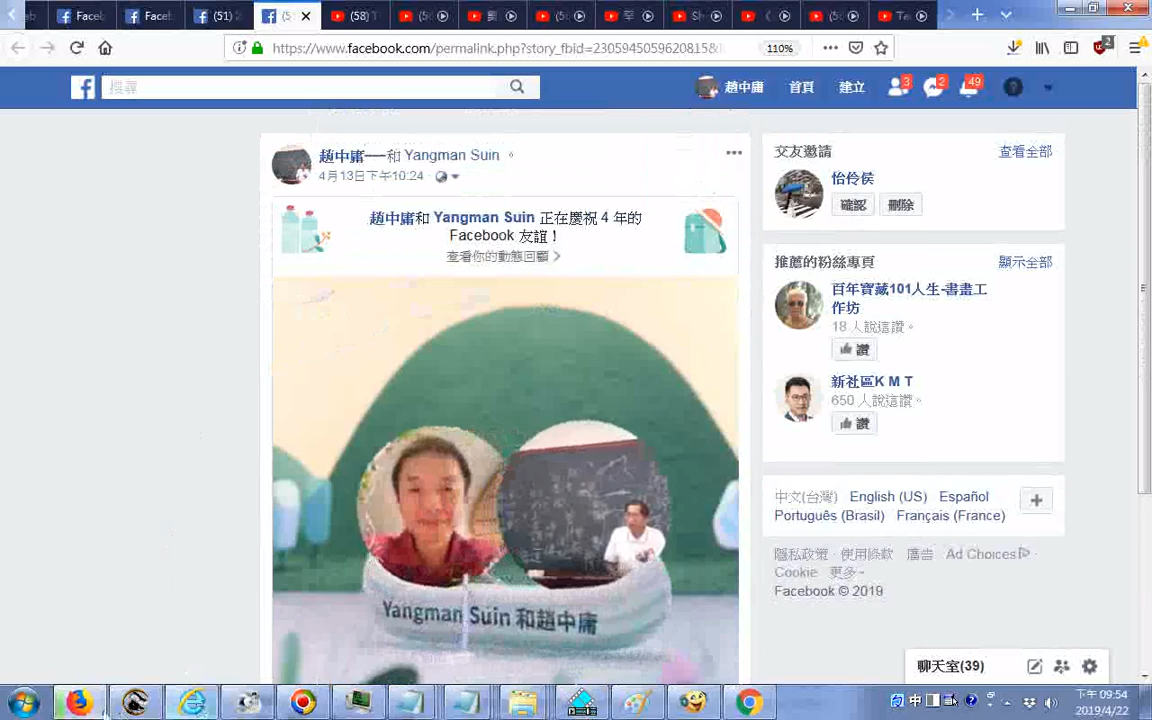 Faceb
Faceb
(51)
(58)
https://www.facebook.com/permalink.php?story_fbid=2305945059620815&
110%
2
搜尋
趙中庸
首頁
建立
3
2
49
趙中庸──和 Yangman Suin。
4月13日下午10:24
趙中庸和 Yangman Suin 正在慶祝 4 年的
Facebook 友誼！
查看你的動態回顧
Yangman Suin 和趙中庸
交友邀請
查看全部
怡伶侯
確認
刪除
推薦的粉絲專頁
顯示全部
百年寶藏101人生-書畫工
作坊
18 人說這讚。
讚
新社區K M T
650 人說這讚。
讚
中文(台灣) English (US) Español
Português (Brasil) Français (France)
隱私政策 · 使用條款 · 廣告 · Ad Choices ·
Cookie · 更多
Facebook © 2019
聊天室(39)
中
下午 09:54
2019/4/22